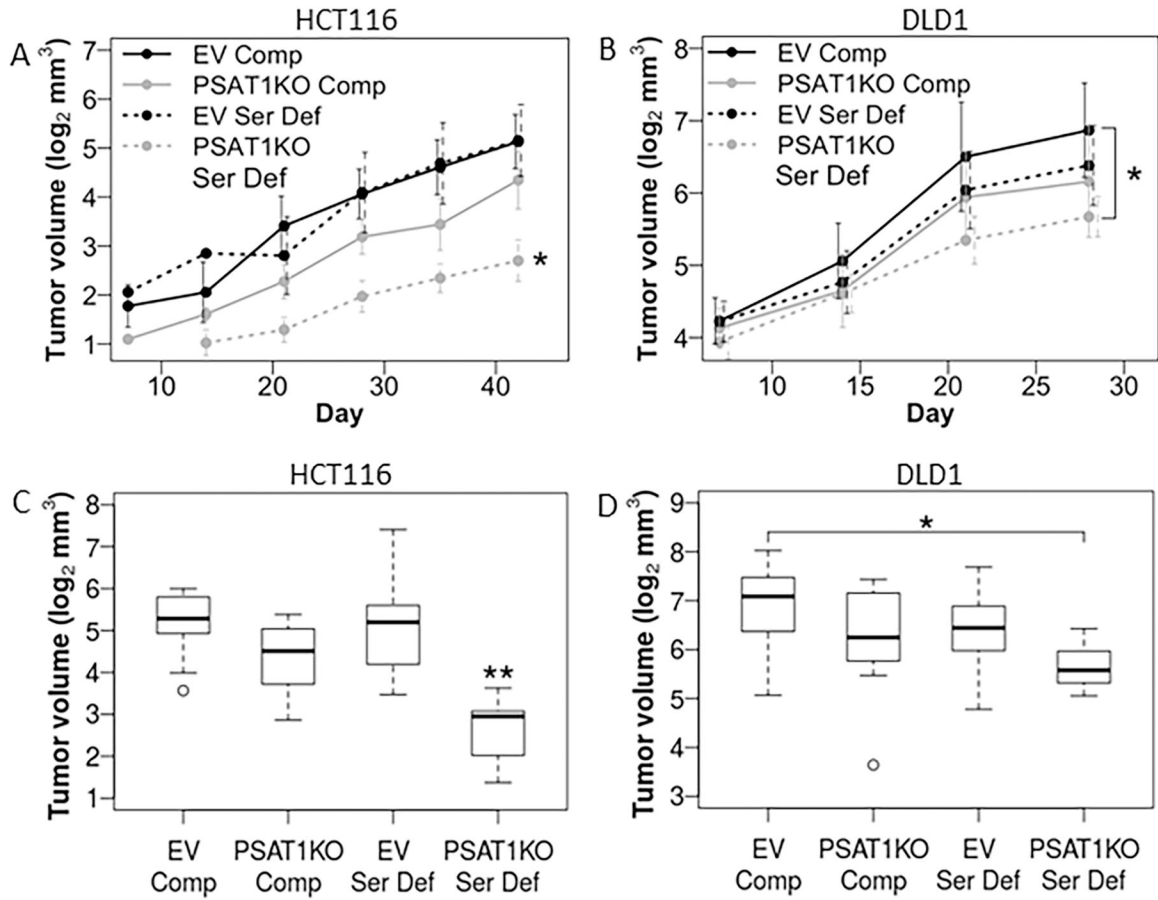 HCT116
A
Tumor volume (log₂ mm³)
7
6
5
4
3
2
1
EV Comp
PSAT1KO Comp
EV Ser Def
PSAT1KO
Ser Def
*
10 20 30 40
Day
DLD1
B
Tumor volume (log₂ mm³)
8
7
6
5
4
EV Comp
PSAT1KO Comp
EV Ser Def
PSAT1KO
Ser Def
*
10 15 20 25 30
Day
HCT116
C
Tumor volume (log₂ mm³)
8
7
6
5
4
3
2
1
**
EV PSAT1KO EV PSAT1KO
Comp Comp Ser Def Ser Def
DLD1
D
Tumor volume (log₂ mm³)
9
8
7
6
5
4
3
*
EV PSAT1KO EV PSAT1KO
Comp Comp Ser Def Ser Def